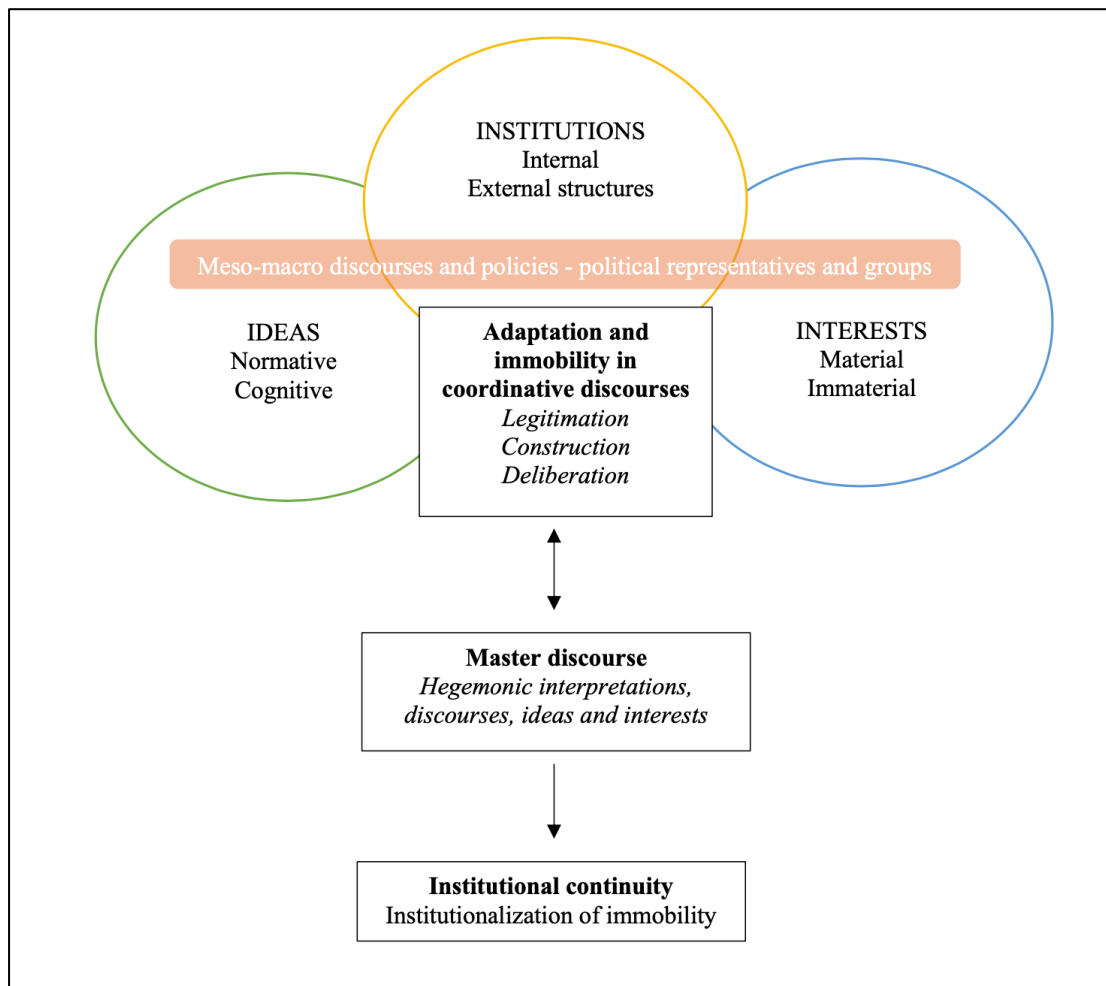 INSTITUTIONS
Internal
External structures
Meso-macro discourses and policies - political representatives and groups
IDEAS
Normative
Cognitive
Adaptation and
immobility in
coordinative discourses
Legitimation
Construction
Deliberation
INTERESTS
Material
Immaterial
Master discourse
Hegemonic interpretations,
discourses, ideas and interests
Institutional continuity
Institutionalization of immobility